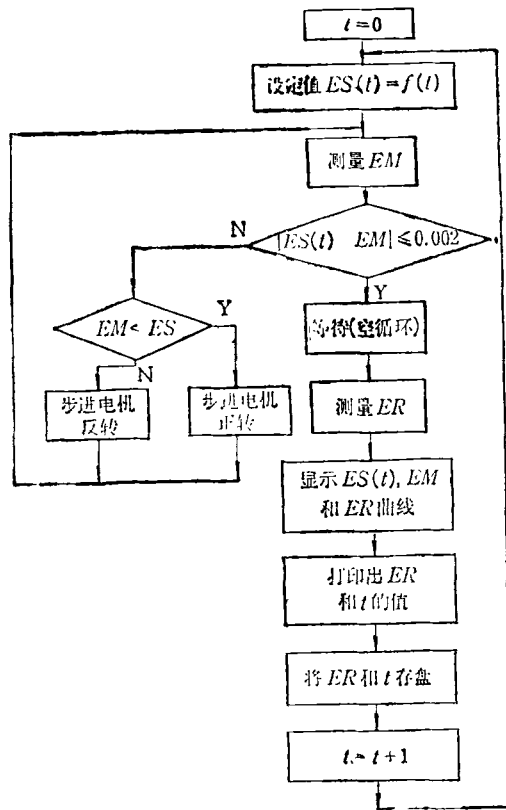 t=0
设定值 ES(t)=f(t)
测量 EM
|ES(t) EM|≤0.002
N
Y
EM< ES
Y
N
等待(空循环)
步进电机
反转
步进电机
正转
测量 ER
显示 ES(t), EM
和 ER 曲线
打印出 ER
和 t 的值
将 ER 和 t 存盘
t = t+1